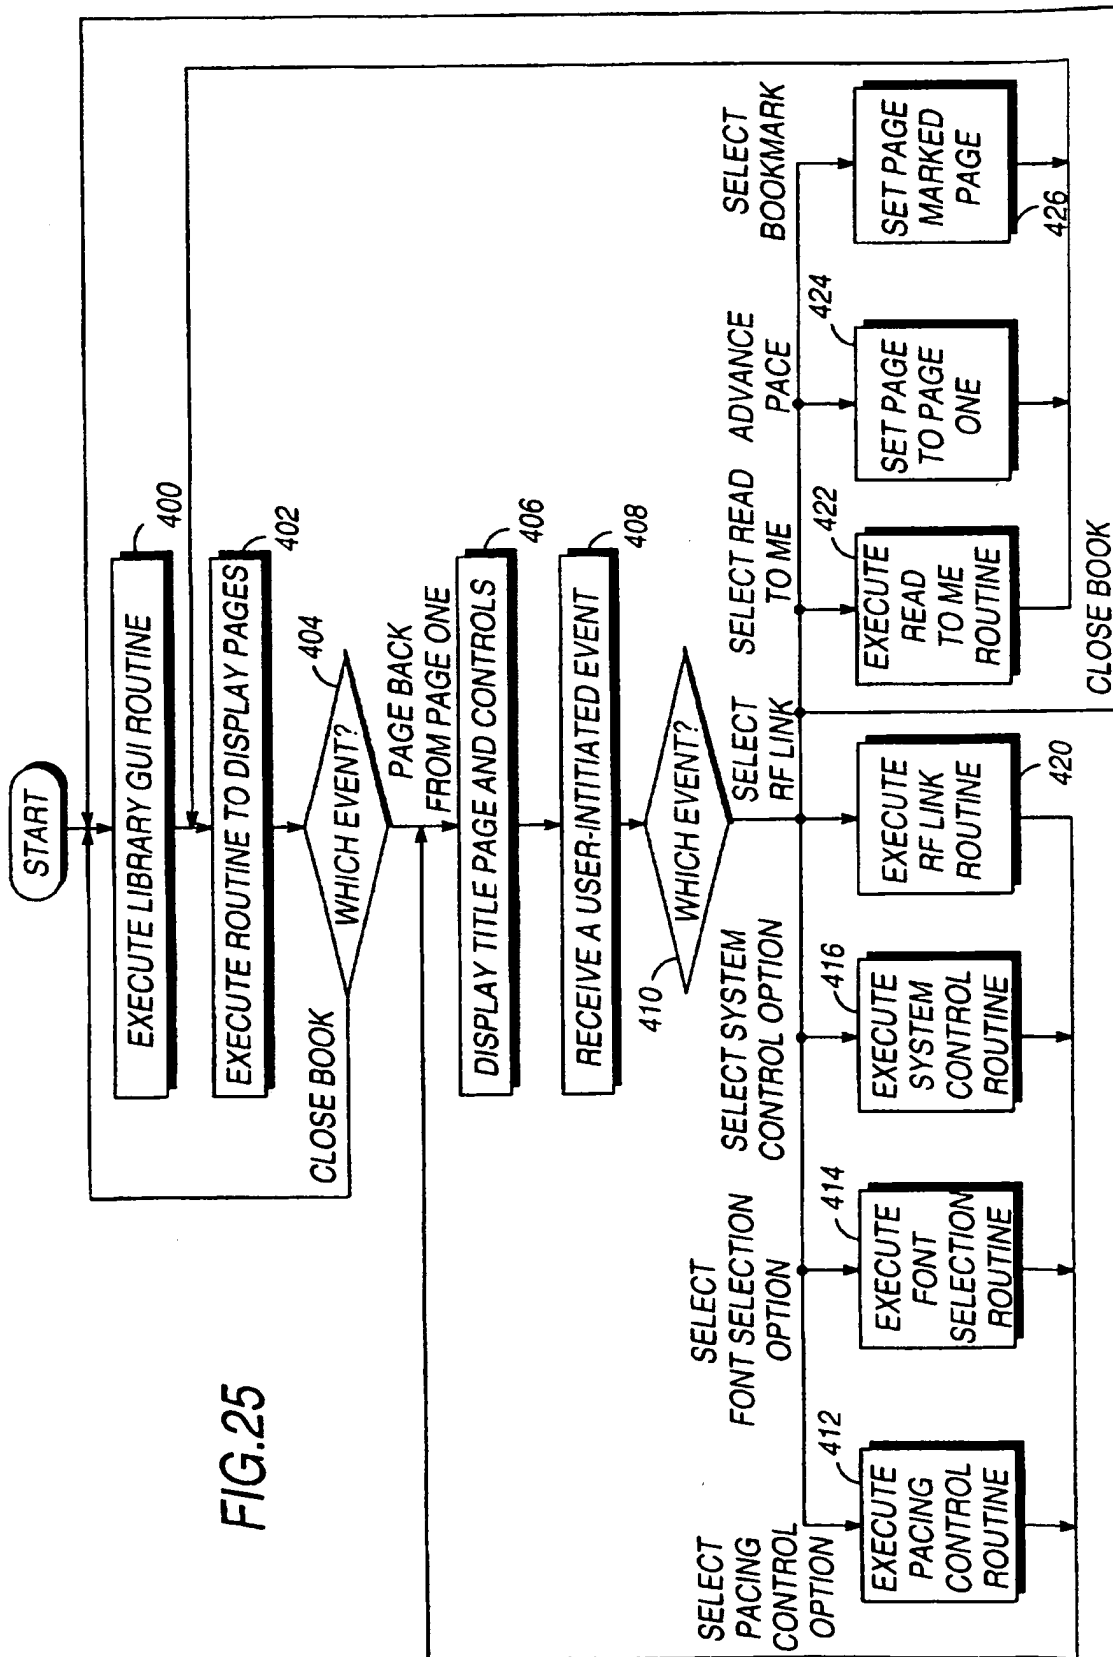 START
EXECUTE LIBRARY GUI ROUTINE
400
EXECUTE ROUTINE TO DISPLAY PAGES
402
WHICH EVENT?
404
CLOSE BOOK
PAGE BACK
FROM PAGE ONE
DISPLAY TITLE PAGE AND CONTROLS
406
RECEIVE A USER-INTITIATED EVENT
408
WHICH EVENT?
410
SELECT
PACING
CONTROL
OPTION
SELECT
FONT SELECTION
OPTION
SELECT SYSTEM
CONTROL OPTION
SELECT
RF LINK
SELECT READ
TO ME
ADVANCE
PACE
SELECT
BOOKMARK
412
EXECUTE
PACING
CONTROL
ROUTINE
414
EXECUTE
FONT
SELECTION
ROUTINE
416
EXECUTE
SYSTEM
CONTROL
ROUTINE
EXECUTE
RF LINK
ROUTINE
420
422
EXECUTE
READ
TO ME
ROUTINE
424
SET PAGE
TO PAGE
ONE
SET PAGE
MARKED
PAGE
426
CLOSE BOOK
FIG.25